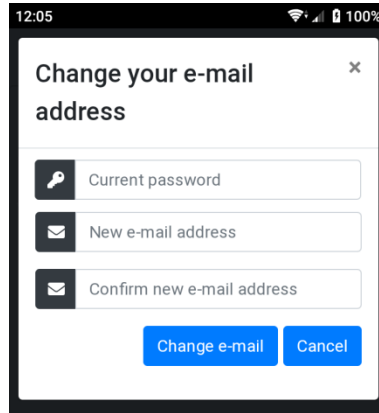 12:05 100%
Change your e-mail ×
address
Current password
New e-mail address
Confirm new e-mail address
Change e-mail Cancel